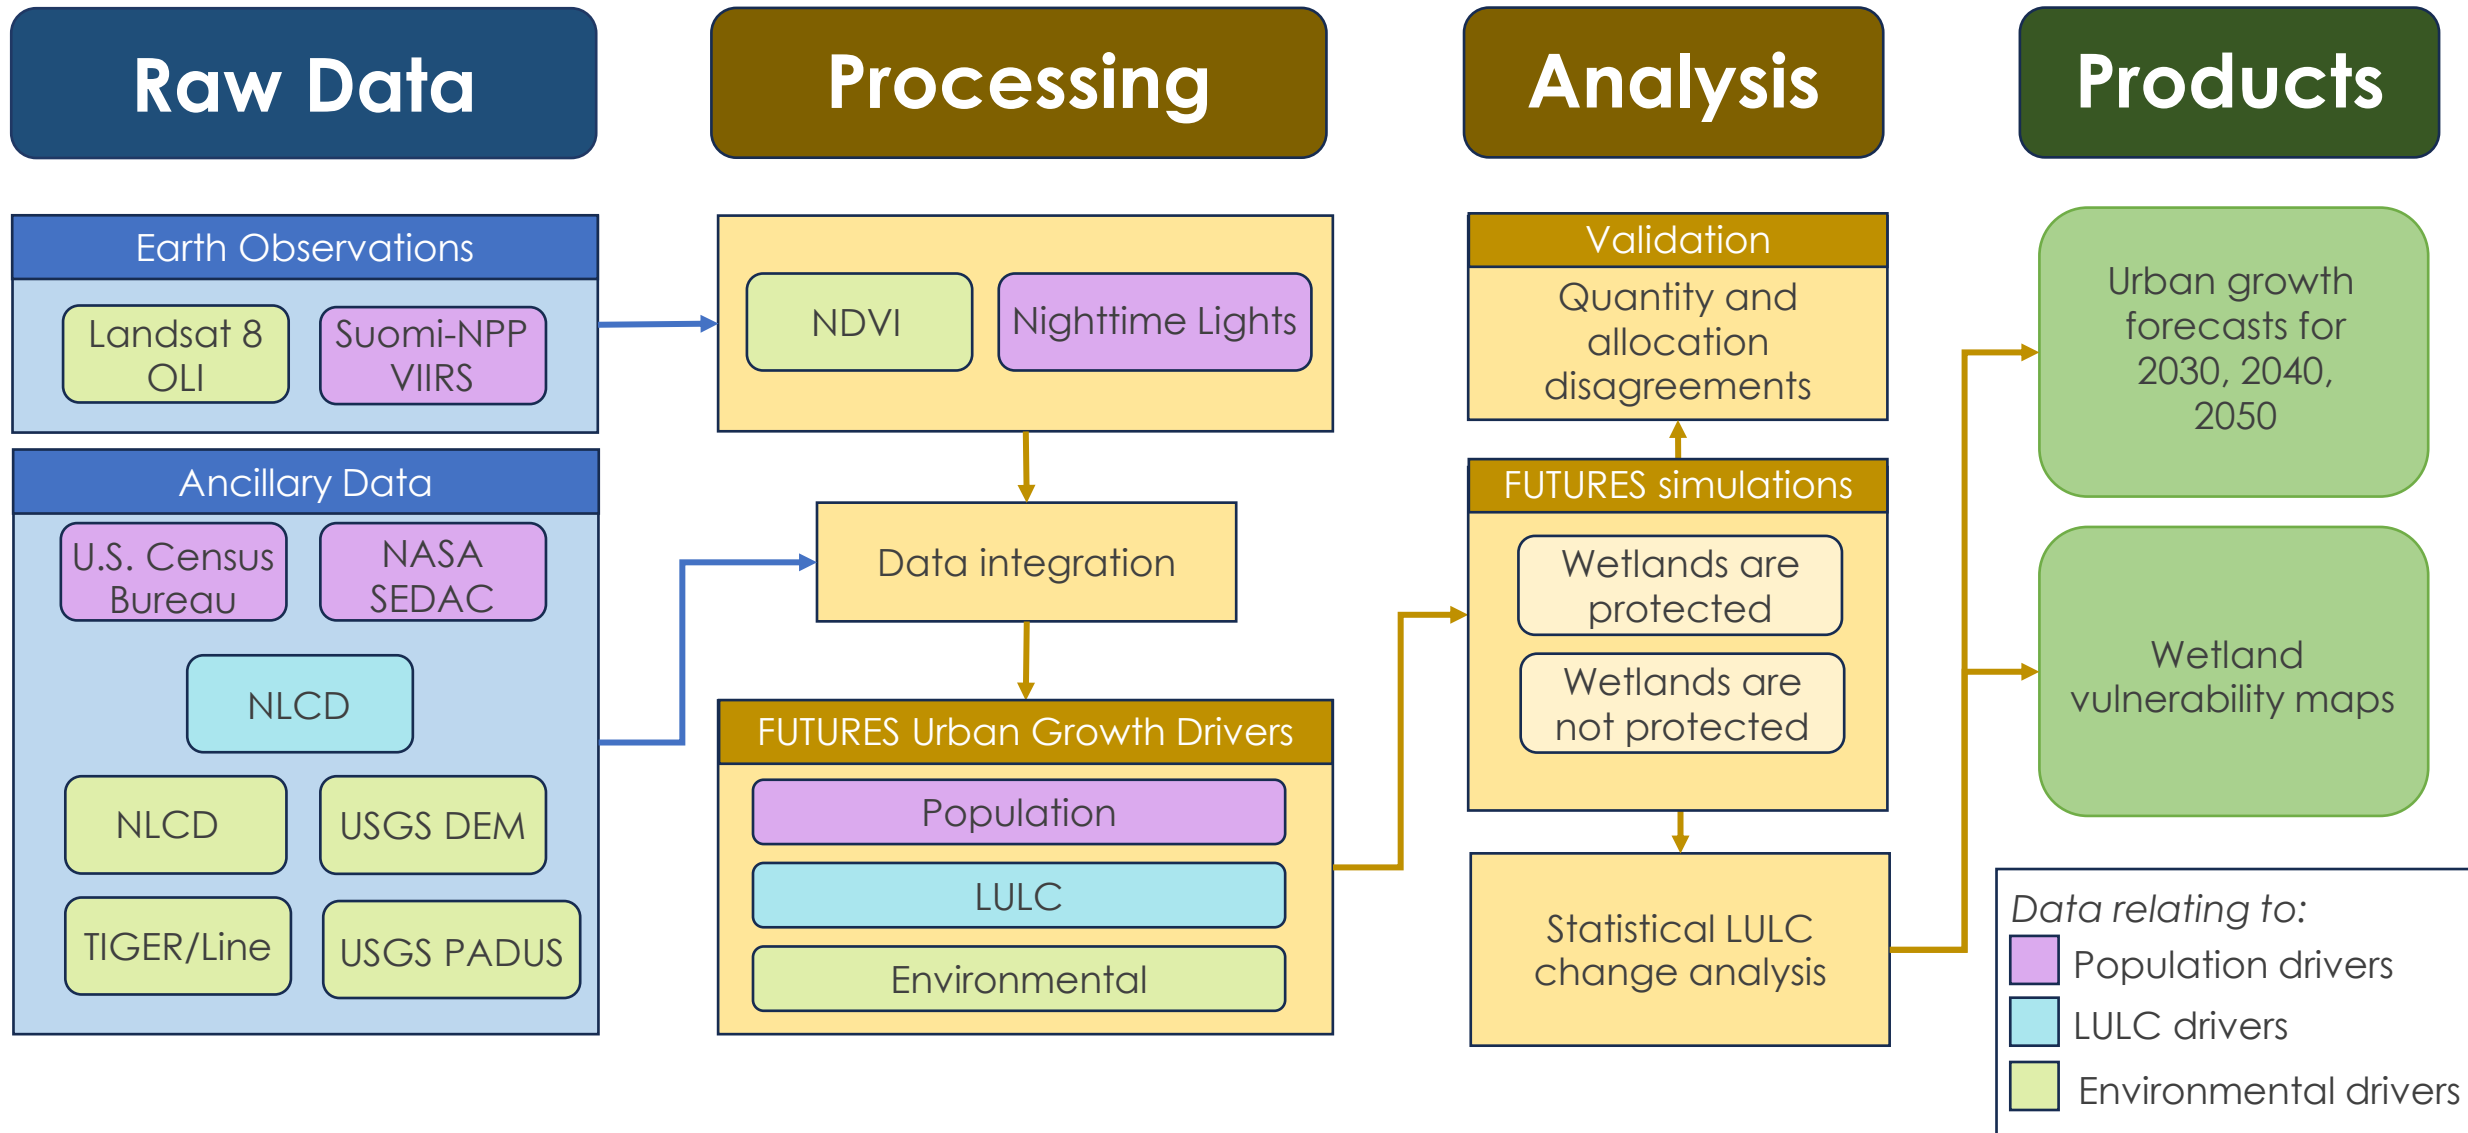 Raw Data
Processing
Analysis
Products
Earth Observations
Landsat 8
OLI
Suomi-NPP
VIIRS
Ancillary Data
U.S. Census
Bureau
NASA
SEDAC
NLCD
NLCD
USGS DEM
TIGER/Line
USGS PADUS
NDVI
Nighttime Lights
Data integration
FUTURES Urban Growth Drivers
Population
LULC
Environmental
Validation
Quantity and
allocation
disagreements
FUTURES simulations
Wetlands are
protected
Wetlands are
not protected
Statistical LULC
change analysis
Urban growth
forecasts for
2030, 2040,
2050
Wetland
vulnerability maps
Data relating to:
Population drivers
LULC drivers
Environmental drivers